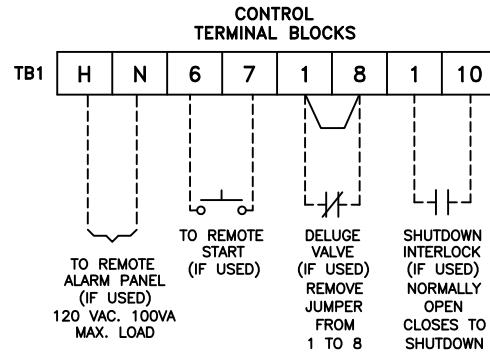 CONTROL
TERMINAL BLOCKS
TB1 H N 6 7 1 8 1 10
TO REMOTE
ALARM PANEL
(IF USED)
120 VAC. 100VA
MAX. LOAD
TO REMOTE
START
(IF USED)
DELUGE
VALVE
(IF USED)
REMOVE
JUMPER
FROM
1 TO 8
SHUTDOWN
INTERLOCK
(IF USED)
NORMALLY
OPEN
CLOSES TO
SHUTDOWN